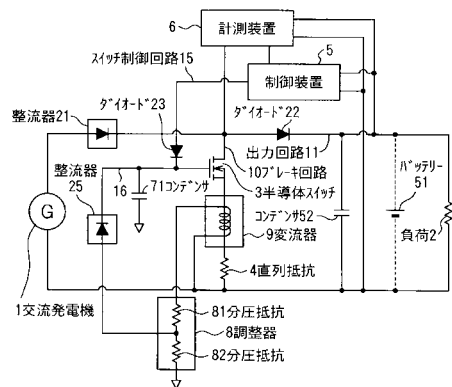 6
計測装置
スイッチ制御回路15
5
制御装置
ダイオード23
ダイオード22
整流器21
出力回路11
10ブレーキ回路
バッテリー
51
整流器
25
16
71コンデンサ
3半導体スイッチ
コンデンサ52
G
9変流器
負荷2
4直列抵抗
1交流発電機
81分圧抵抗
8調整器
82分圧抵抗